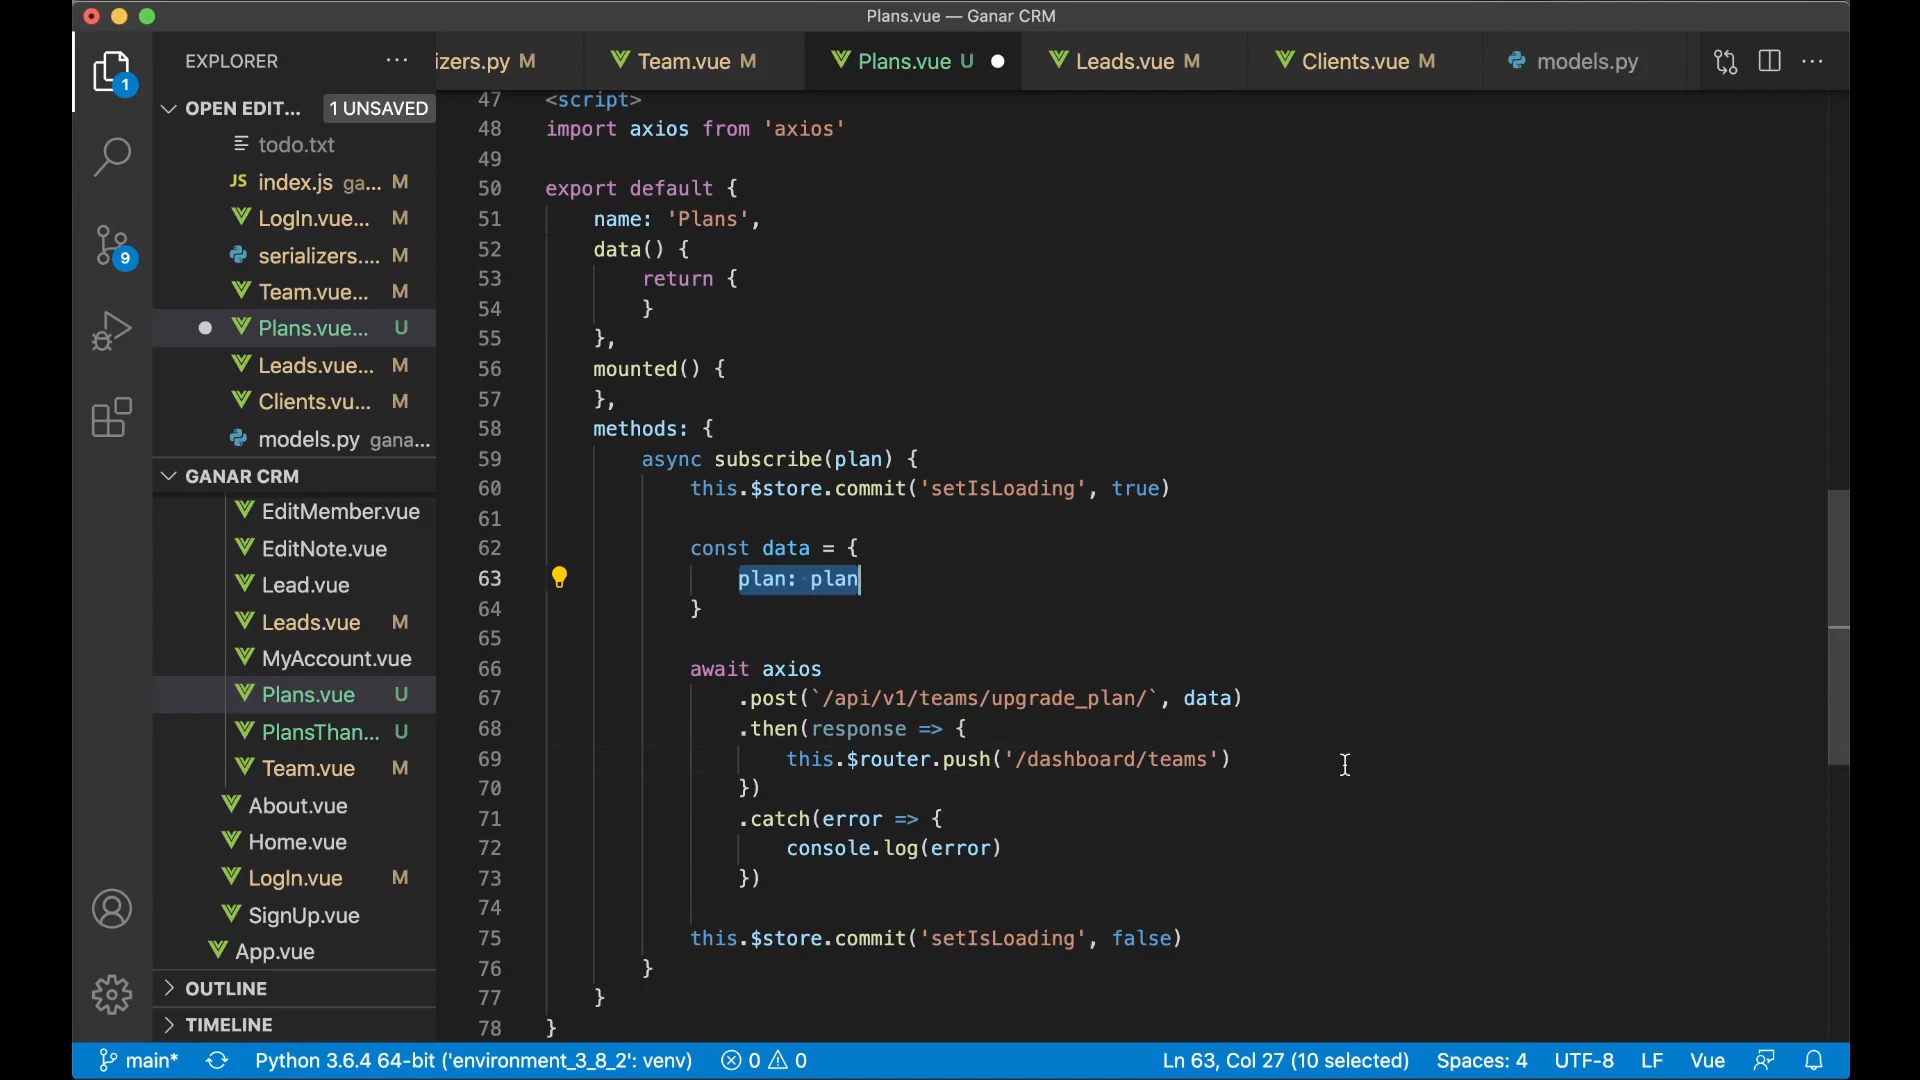 Plans.vue — Ganar CRM
EXPLORER
izers.py M
Team.vue M
Plans.vue U
Leads.vue M
Clients.vue M
models.py
OPEN EDIT... 1 UNSAVED
todo.txt
JS index.js ga... M
LogIn.vue... M
serializers.... M
Team.vue... M
Plans.vue... U
Leads.vue... M
Clients.vu... M
models.py gana...
GANAR CRM
EditMember.vue
EditNote.vue
Lead.vue
Leads.vue M
MyAccount.vue
Plans.vue U
PlansThan... U
Team.vue M
About.vue
Home.vue
LogIn.vue M
SignUp.vue
App.vue
OUTLINE
TIMELINE
1
9
47 <script>
48 import axios from 'axios'
49
50 export default {
51 name: 'Plans',
52 data() {
53 return {
54 }
55 },
56 mounted() {
57 },
58 methods: {
59 async subscribe(plan) {
60 this.$store.commit('setIsLoading', true)
61
62 const data = {
63 plan: plan
64 }
65
66 await axios
67 .post(`/api/v1/teams/upgrade_plan/`, data)
68 .then(response => {
69 this.$router.push('/dashboard/teams')
70 })
71 .catch(error => {
72 console.log(error)
73 })
74
75 this.$store.commit('setIsLoading', false)
76 }
77 }
78 }
main* Python 3.6.4 64-bit ('environment_3_8_2': venv) 0 0 Ln 63, Col 27 (10 selected) Spaces: 4 UTF-8 LF Vue